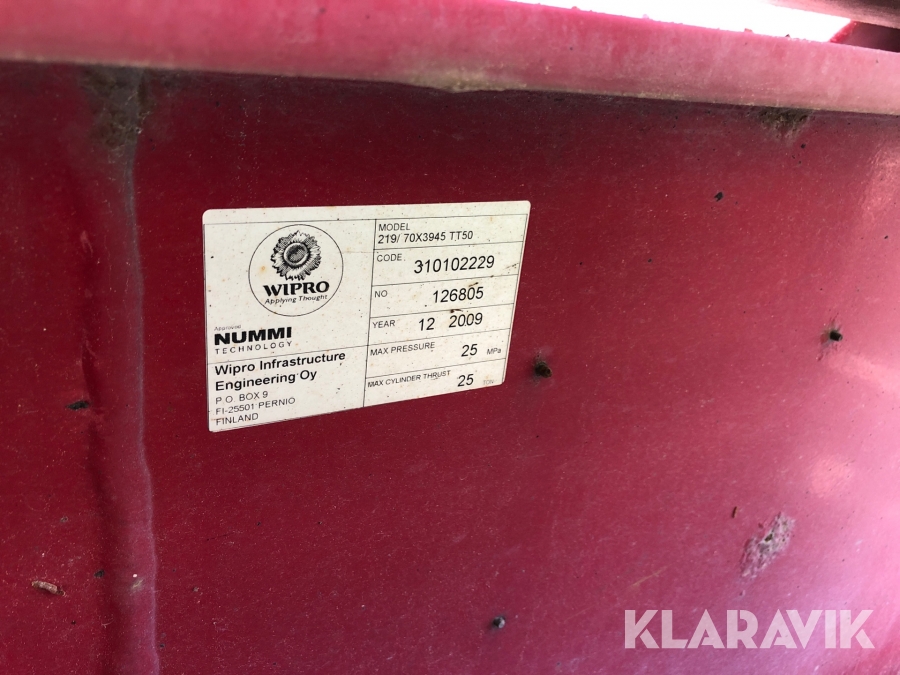 WIPRO
Applying Thought
Approved
NUMMI
TECHNOLOGY
Wipro Infrastructure
Engineering Oy
P.O. BOX 9
FI-25501 PERNIO
FINLAND
MODEL
219/ 70X3945 TT50
CODE 310102229
NO 126805
YEAR 12 2009
MAX PRESSURE 25 MPa
MAX CYLINDER THRUST 25 TON
KLARAVIK